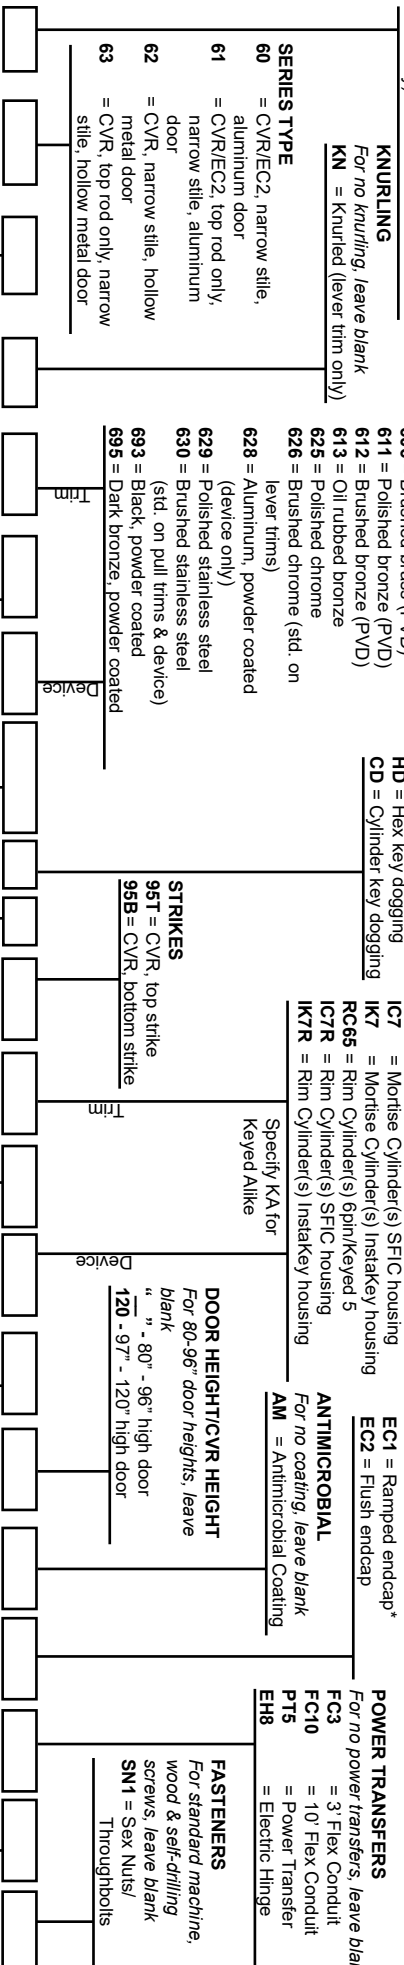 KNURLING
For no knurling, leave blank
KN = Knurled (lever trim only)
SERIES TYPE
60 = CVR/EC2, narrow stile,
aluminum door
61 = CVR/EC2, top rod only,
narrow stile, aluminum
door
62 = CVR, narrow stile, hollow
metal door
63 = CVR, top rod only, narrow
stile, hollow metal door
611 = Polished bronze (PVD)
612 = Brushed bronze (PVD)
613 = Oil rubbed bronze
625 = Polished chrome
626 = Brushed chrome (std. on
lever trims)
628 = Aluminum, powder coated
(device only)
629 = Polished stainless steel
630 = Brushed stainless steel
(std. on pull trims & device)
693 = Black, powder coated
695 = Dark bronze, powder coated
Trim
Device
HD = Hex key dogging
CD = Cylinder key dogging
STRIKES
95T = CVR, top strike
95B = CVR, bottom strike
IC7 = Mortise Cylinder(s) SFIC housing
IK7 = Mortise Cylinder(s) InstaKey housing
RC65 = Rim Cylinder(s) 6pin/Keyed 5
IC7R = Rim Cylinder(s) SFIC housing
IK7R = Rim Cylinder(s) InstaKey housing
Specify KA for
Keyed Alike
Trim
Device
DOOR HEIGHT/CVR HEIGHT
For 80-96” door heights, leave
blank
“__” - 80” - 96” high door
120 - 97” - 120” high door
ANTIMICROBIAL
For no coating, leave blank
AM = Antimicrobial Coating
EC1 = Ramped endcap*
EC2 = Flush endcap
POWER TRANSFERS
For no power transfers, leave
FC3 = 3’ Flex Conduit
FC10 = 10’ Flex Conduit
PT5 = Power Transfer
EH8 = Electric Hinge
FASTENERS
For standard machine,
wood & self-drilling
screws, leave blank
SN1 = Sex Nuts/
Throughbolts